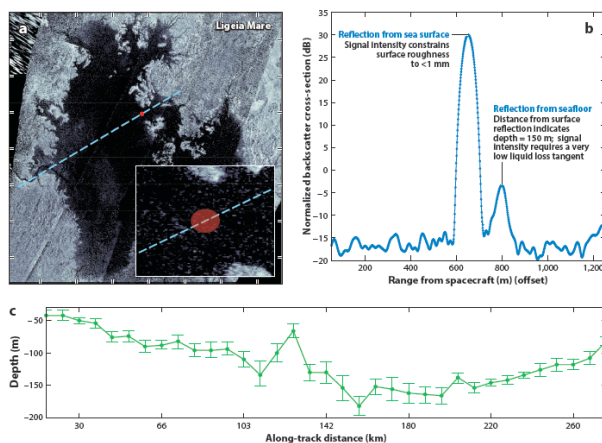 a
Ligeia Mare
b
Normalized backscatter cross-section (dB)
35
30
25
20
15
10
5
0
−5
−10
−15
−20
Reflection from sea surface
Signal intensity constrains
surface roughness
to <1 mm
Reflection from seafloor
Distance from surface
reflection indicates
depth = 150 m; signal
intensity requires a very
low liquid loss tangent
200
400
600
800
1,000
1,200
Range from spacecraft (m) (offset)
c
Depth (m)
−50
−100
−150
−200
30
66
103
142
180
220
260
Along-track distance (km)